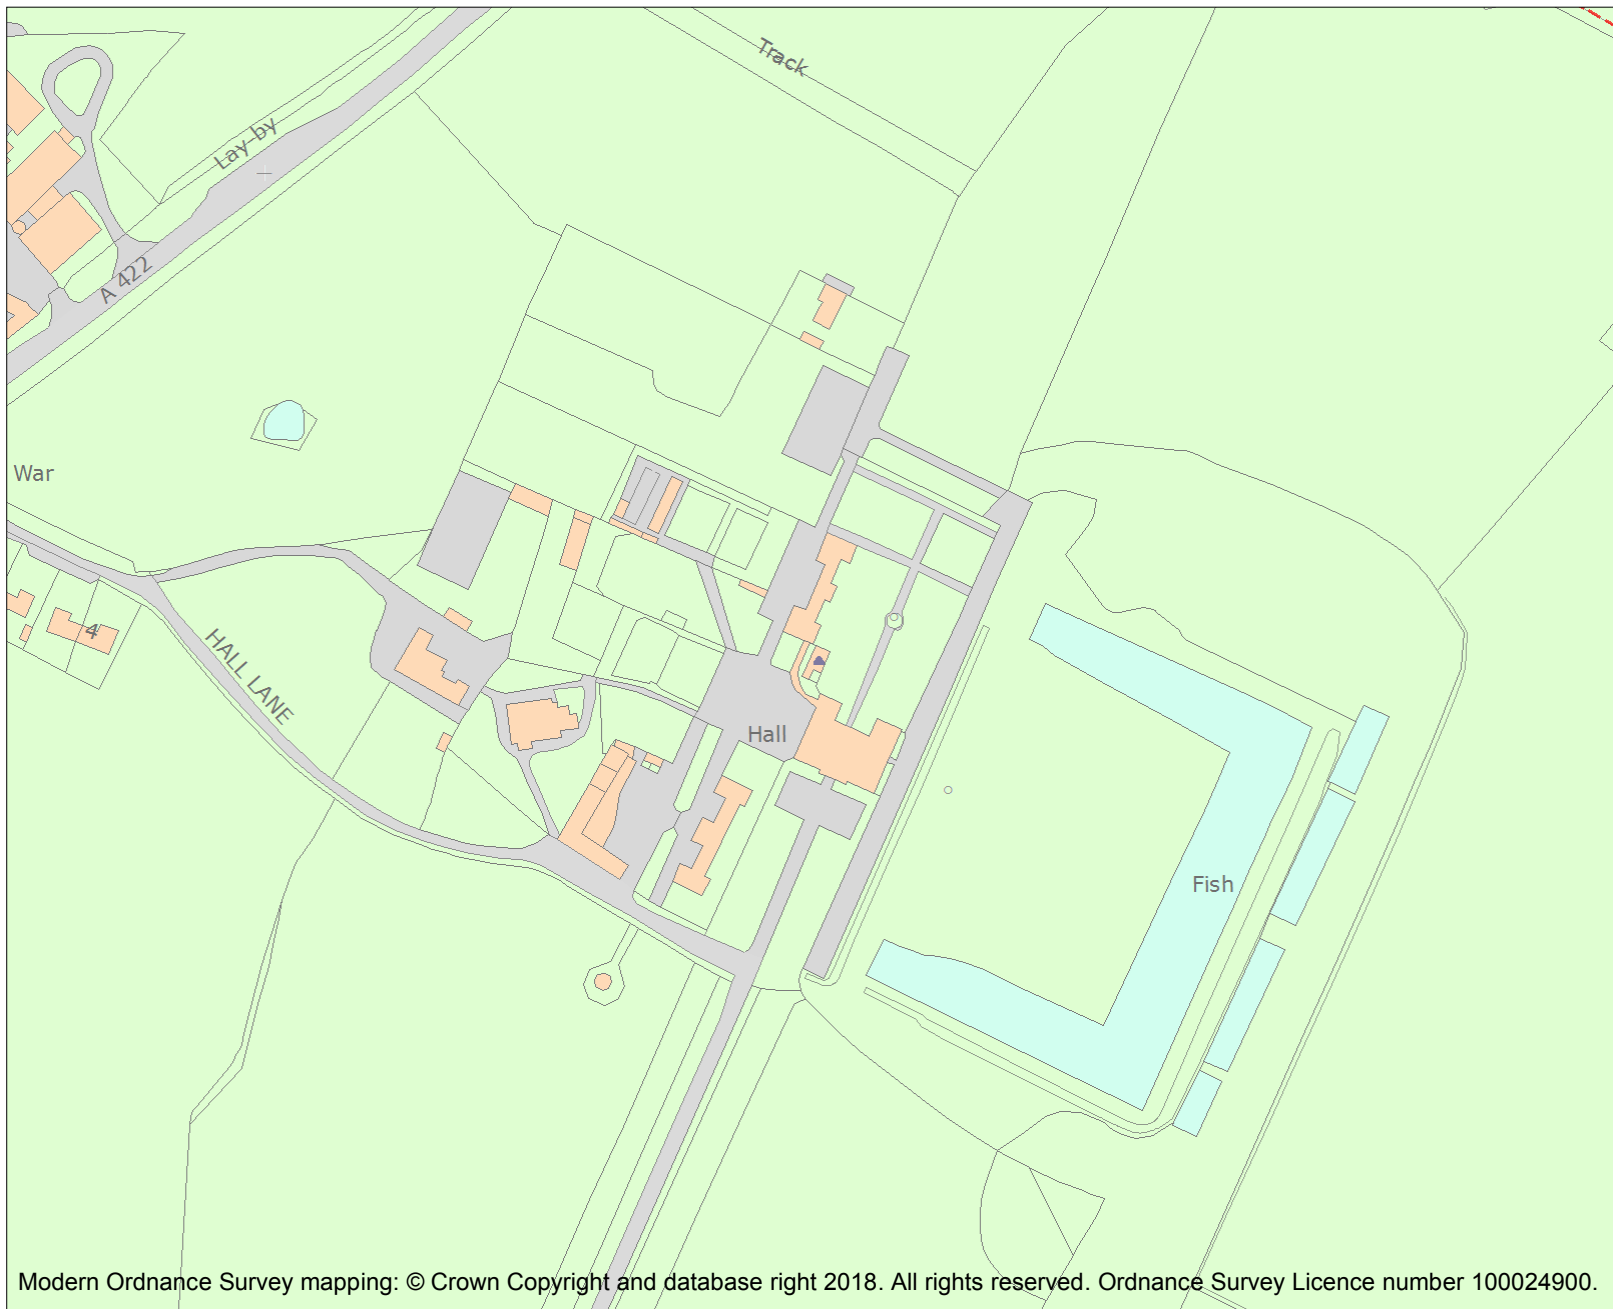 Track
Lay-by
A 422
War
4
HALL LANE
Hall
Fish
Modern Ordnance Survey mapping: © Crown Copyright and database right 2018. All rights reserved. Ordnance Survey Licence number 100024900.